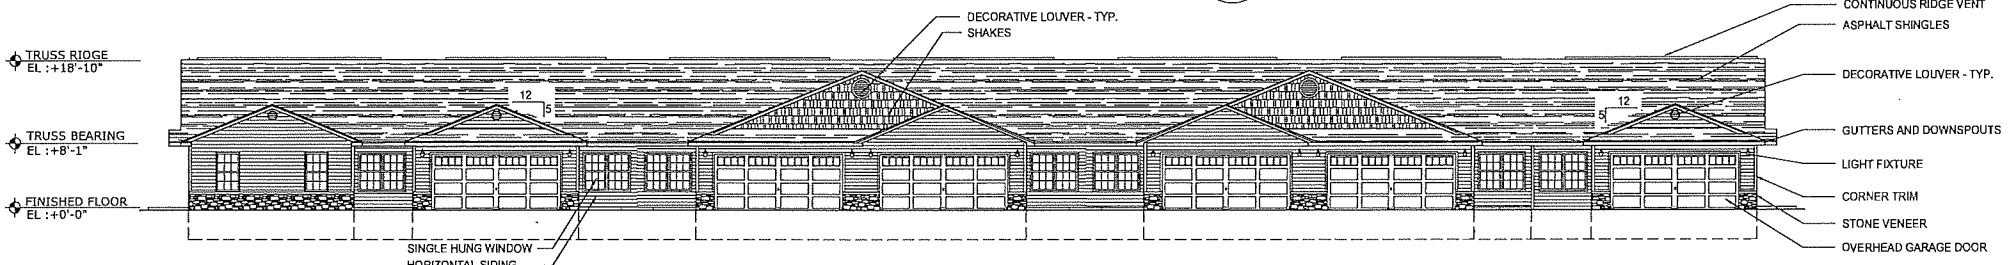 CONTINUOUS RIDGE VENT
DECORATIVE LOUVER - TYP.
ASPHALT SHINGLES
SHAKES
TRUSS RIDGE
EL :+18'-10"
DECORATIVE LOUVER - TYP.
12
5
12
5
TRUSS BEARING
EL :+8'-1"
GUTTERS AND DOWNSPOUTS
LIGHT FIXTURE
CORNER TRIM
FINISHED FLOOR
EL :+0'-0"
STONE VENEER
SINGLE HUNG WINDOW
OVERHEAD GARAGE DOOR
HORIZONTAL SIDING